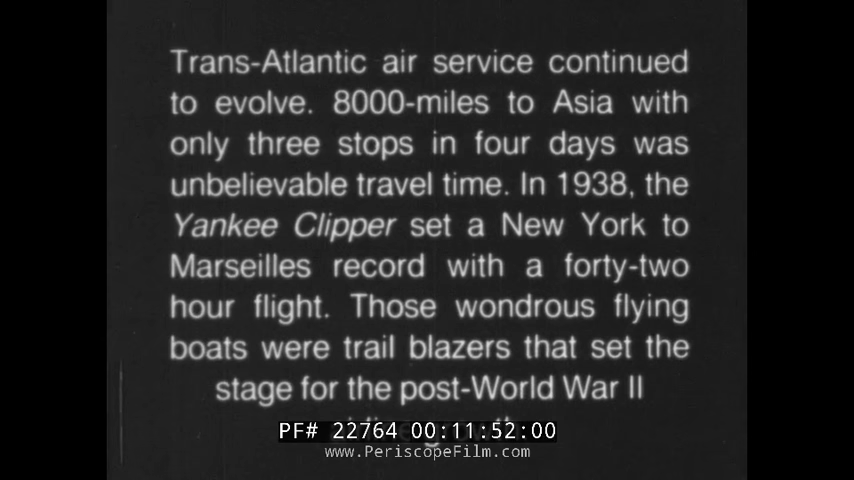 Trans-Atlantic air service continued
to evolve. 8000-miles to Asia with
only three stops in four days was
unbelievable travel time. In 1938, the
Yankee Clipper set a New York to
Marseilles record with a forty-two
hour flight. Those wondrous flying
boats were trail blazers that set the
stage for the post-World War II
PF# 22764 00:11:52:00
www.PeriscopeFilm.com